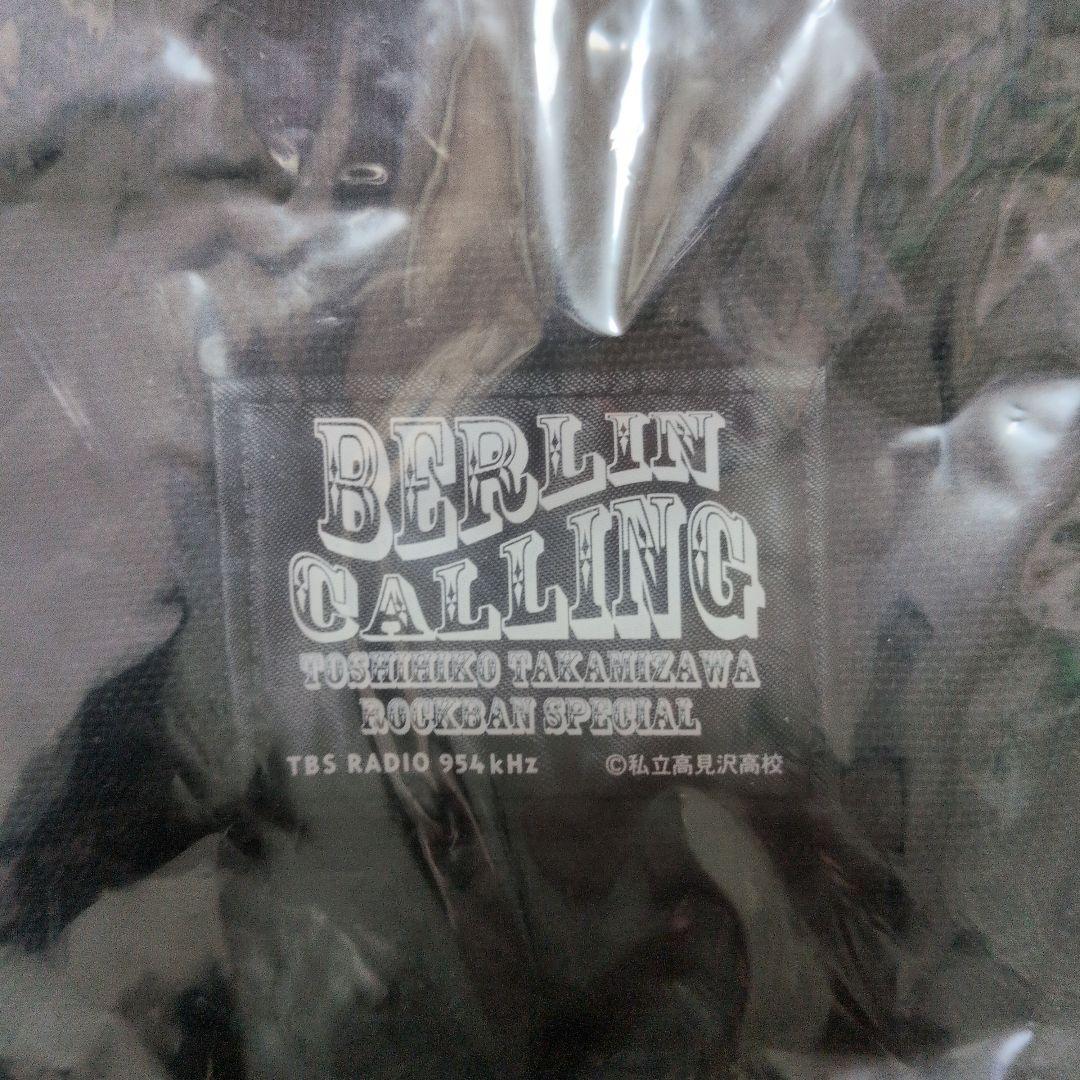 BERLIN
CALLING
TOSHIHIKO TAKAMIZAWA
ROCKBAN SPECIAL
TBS RADIO 954kHz ©私立高見沢高校